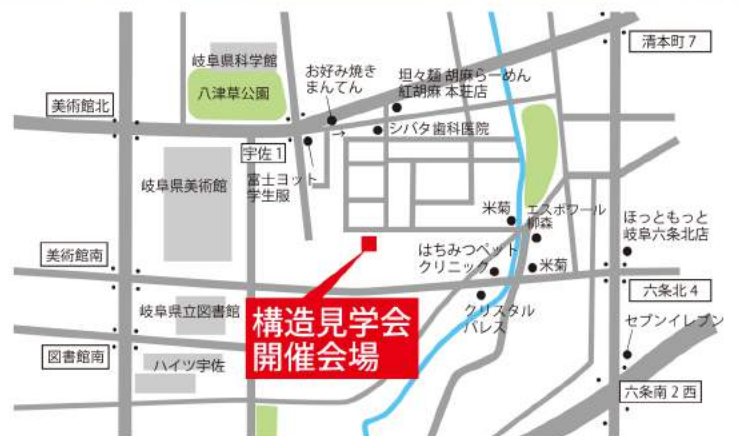 清本町7
岐阜県科学館
お好み焼き
まんてん
坦々麺 胡麻らーめん
紅胡麻 本荘店
八津草公園
美術館北
→
シバタ歯科医院
宇佐1
岐阜県美術館
富士ヨット
学生服
米菊
エスポワール
柳森
ほっともっと
岐阜六条北店
美術館南
はちみつペット
クリニック
米菊
六条北4
岐阜県立図書館
構造見学会
開催会場
クリスタル
パレス
セブンイレブン
図書館南
ハイツ宇佐
六条南2西